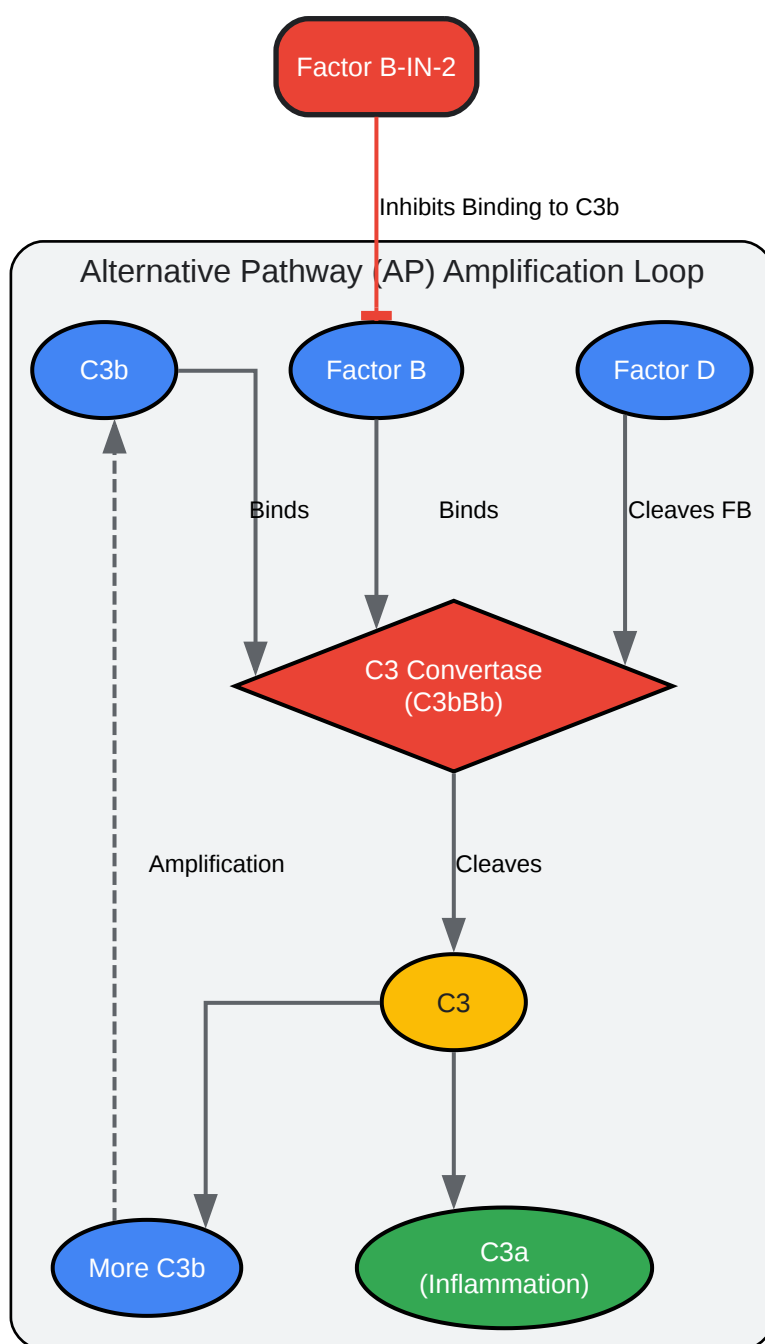 Factor B-IN-2
Inhibits Binding to C3b
Alternative Pathway (AP) Amplification Loop
C3b
Factor B
Factor D
Binds
Binds
Cleaves FB
C3 Convertase
(C3bBb)
Amplification
Cleaves
C3
More C3b
C3a
(Inflammation)